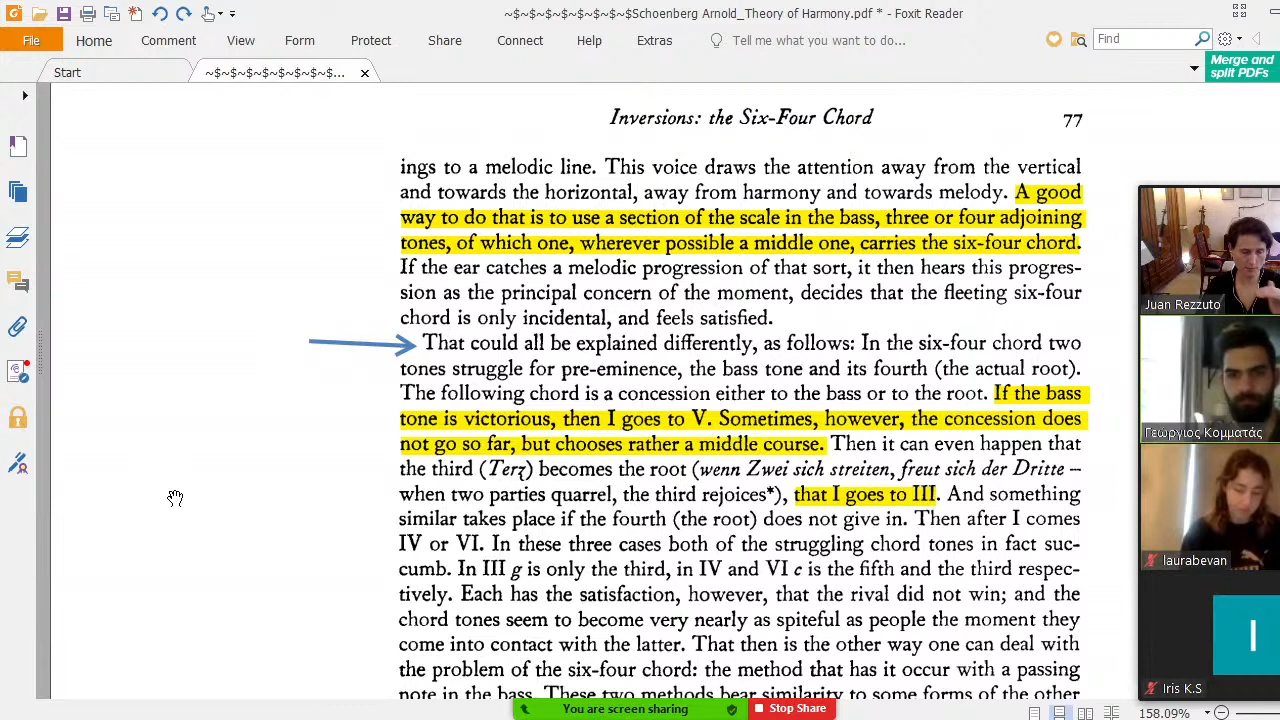 ~$~$~$~$~$~$~$~$Schoenberg Arnold_Theory of Harmony.pdf * - Foxit Reader
File Home Comment View Form Protect Share Connect Help Extras Tell me what you want to do... Find
Start ~$~$~$~$~$~$~$~$...
Merge and
split PDFs
Inversions: the Six-Four Chord 77
ings to a melodic line. This voice draws the attention away from the vertical
and towards the horizontal, away from harmony and towards melody. A good
way to do that is to use a section of the scale in the bass, three or four adjoining
tones, of which one, wherever possible a middle one, carries the six-four chord.
If the ear catches a melodic progression of that sort, it then hears this progres-
sion as the principal concern of the moment, decides that the fleeting six-four
chord is only incidental, and feels satisfied.
That could all be explained differently, as follows: In the six-four chord two
tones struggle for pre-eminence, the bass tone and its fourth (the actual root).
The following chord is a concession either to the bass or to the root. If the bass
tone is victorious, then I goes to V. Sometimes, however, the concession does
not go so far, but chooses rather a middle course. Then it can even happen that
the third (Terz) becomes the root (wenn Zwei sich streiten, freut sich der Dritte –
when two parties quarrel, the third rejoices*), that I goes to III. And something
similar takes place if the fourth (the root) does not give in. Then after I comes
IV or VI. In these three cases both of the struggling chord tones in fact suc-
cumb. In III g is only the third, in IV and VI c is the fifth and the third respec-
tively. Each has the satisfaction, however, that the rival did not win; and the
chord tones seem to become very nearly as spiteful as people the moment they
come into contact with the latter. That then is the other way one can deal with
the problem of the six-four chord: the method that has it occur with a passing
note in the bass. These two methods bear similarity to some forms of the other
Juan Rezzuto
Γεωργιος Κομματάς
laurabevan
I
Iris K.S
You are screen sharing Stop Share
158.09%